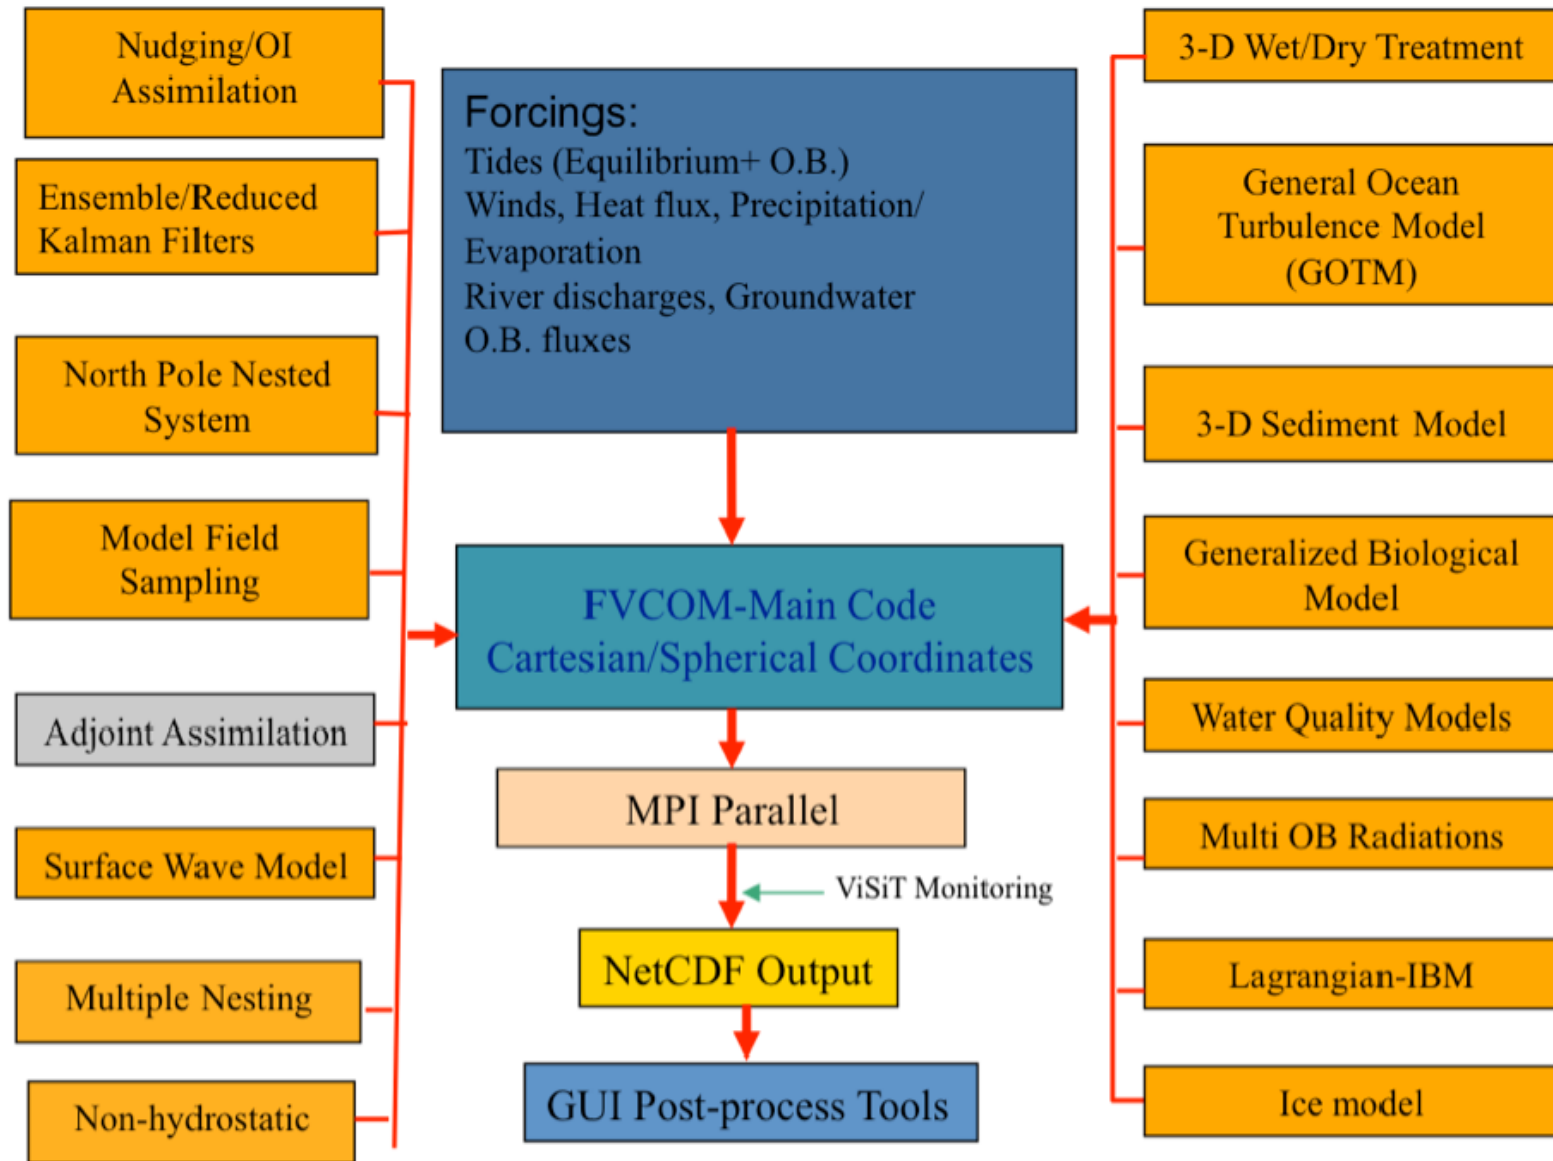 Nudging/OI
Assimilation
Ensemble/Reduced
Kalman Filters
North Pole Nested
System
Model Field
Sampling
Adjoint Assimilation
Surface Wave Model
Multiple Nesting
Non-hydrostatic
Forcings:
Tides (Equilibrium+ O.B.)
Winds, Heat flux, Precipitation/
Evaporation
River discharges, Groundwater
O.B. fluxes
FVCOM-Main Code
Cartesian/Spherical Coordinates
MPI Parallel
ViSiT Monitoring
NetCDF Output
GUI Post-process Tools
3-D Wet/Dry Treatment
General Ocean
Turbulence Model
(GOTM)
3-D Sediment Model
Generalized Biological
Model
Water Quality Models
Multi OB Radiations
Lagrangian-IBM
Ice model